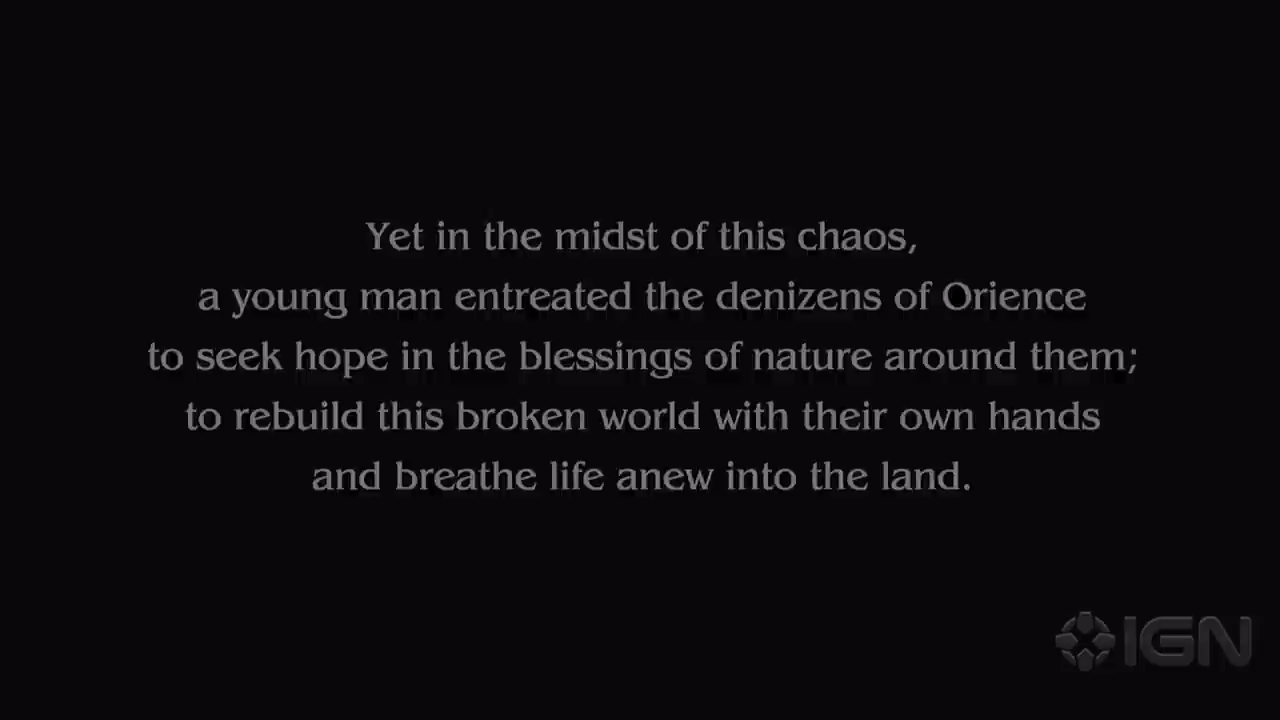 Yet in the midst of this chaos,
a young man entreated the denizens of Orience
to seek hope in the blessings of nature around them;
to rebuild this broken world with their own hands
and breathe life anew into the land.
IGN